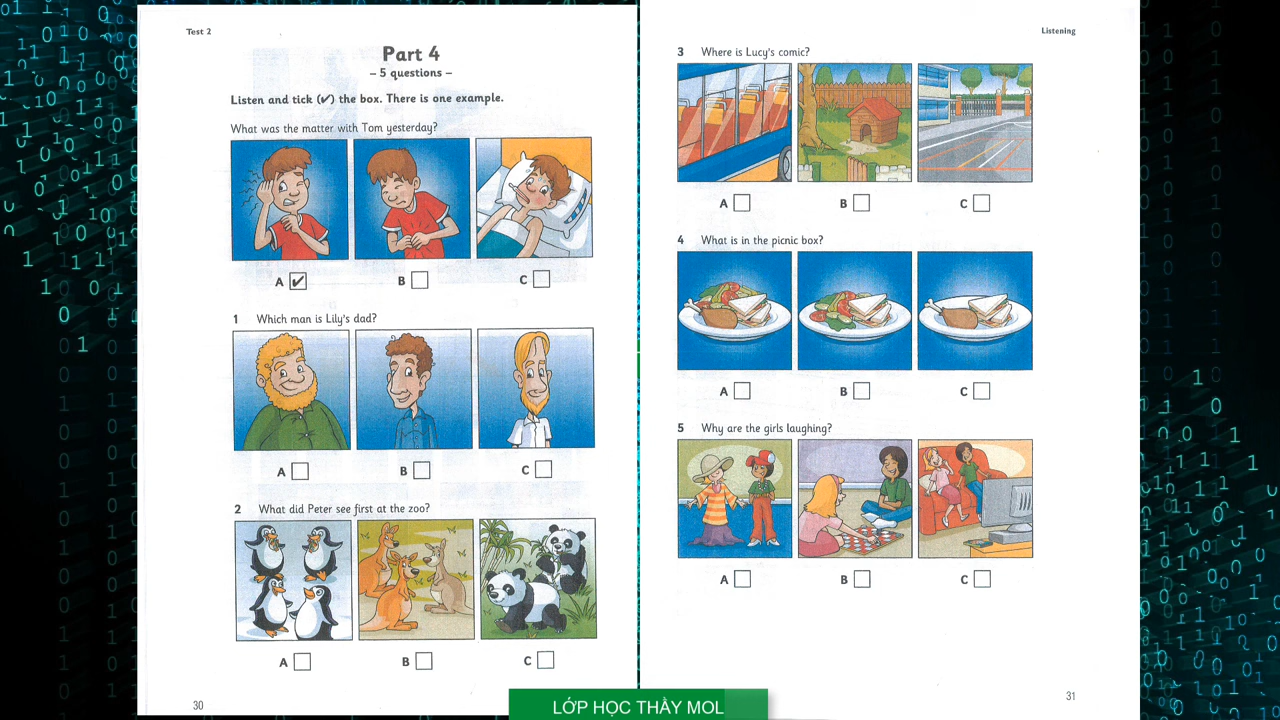 Test 2
Part 4
– 5 questions –
Listen and tick (✔) the box. There is one example.
What was the matter with Tom yesterday?
A ✔ B C
1 Which man is Lily's dad?
A B C
2 What did Peter see first at the zoo?
A B C
30
Listening
3 Where is Lucy's comic?
A B C
4 What is in the picnic box?
A B C
5 Why are the girls laughing?
A B C
31
LỚP HỌC THẦY MOL